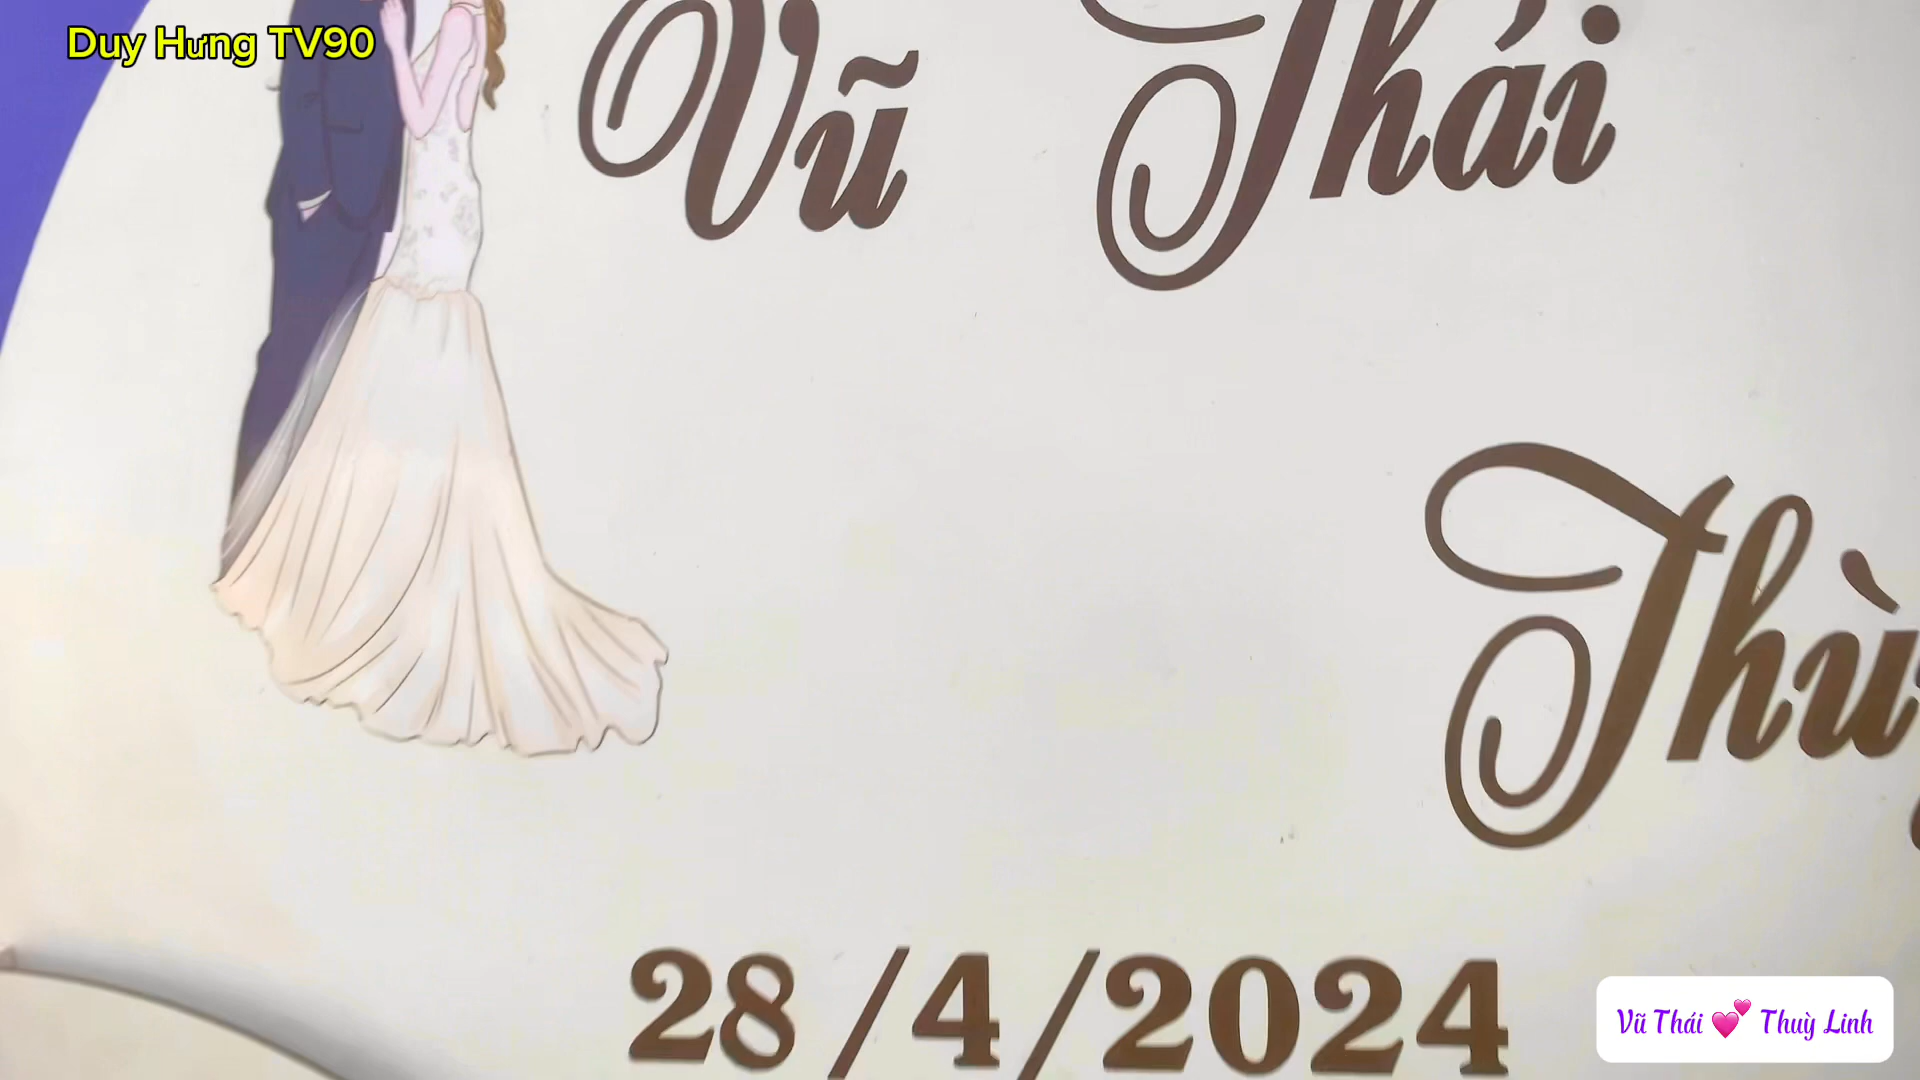 Duy Hưng TV90
Vũ Thái
Thù
28/4/2024
Vũ Thái 💕 Thuỳ Linh